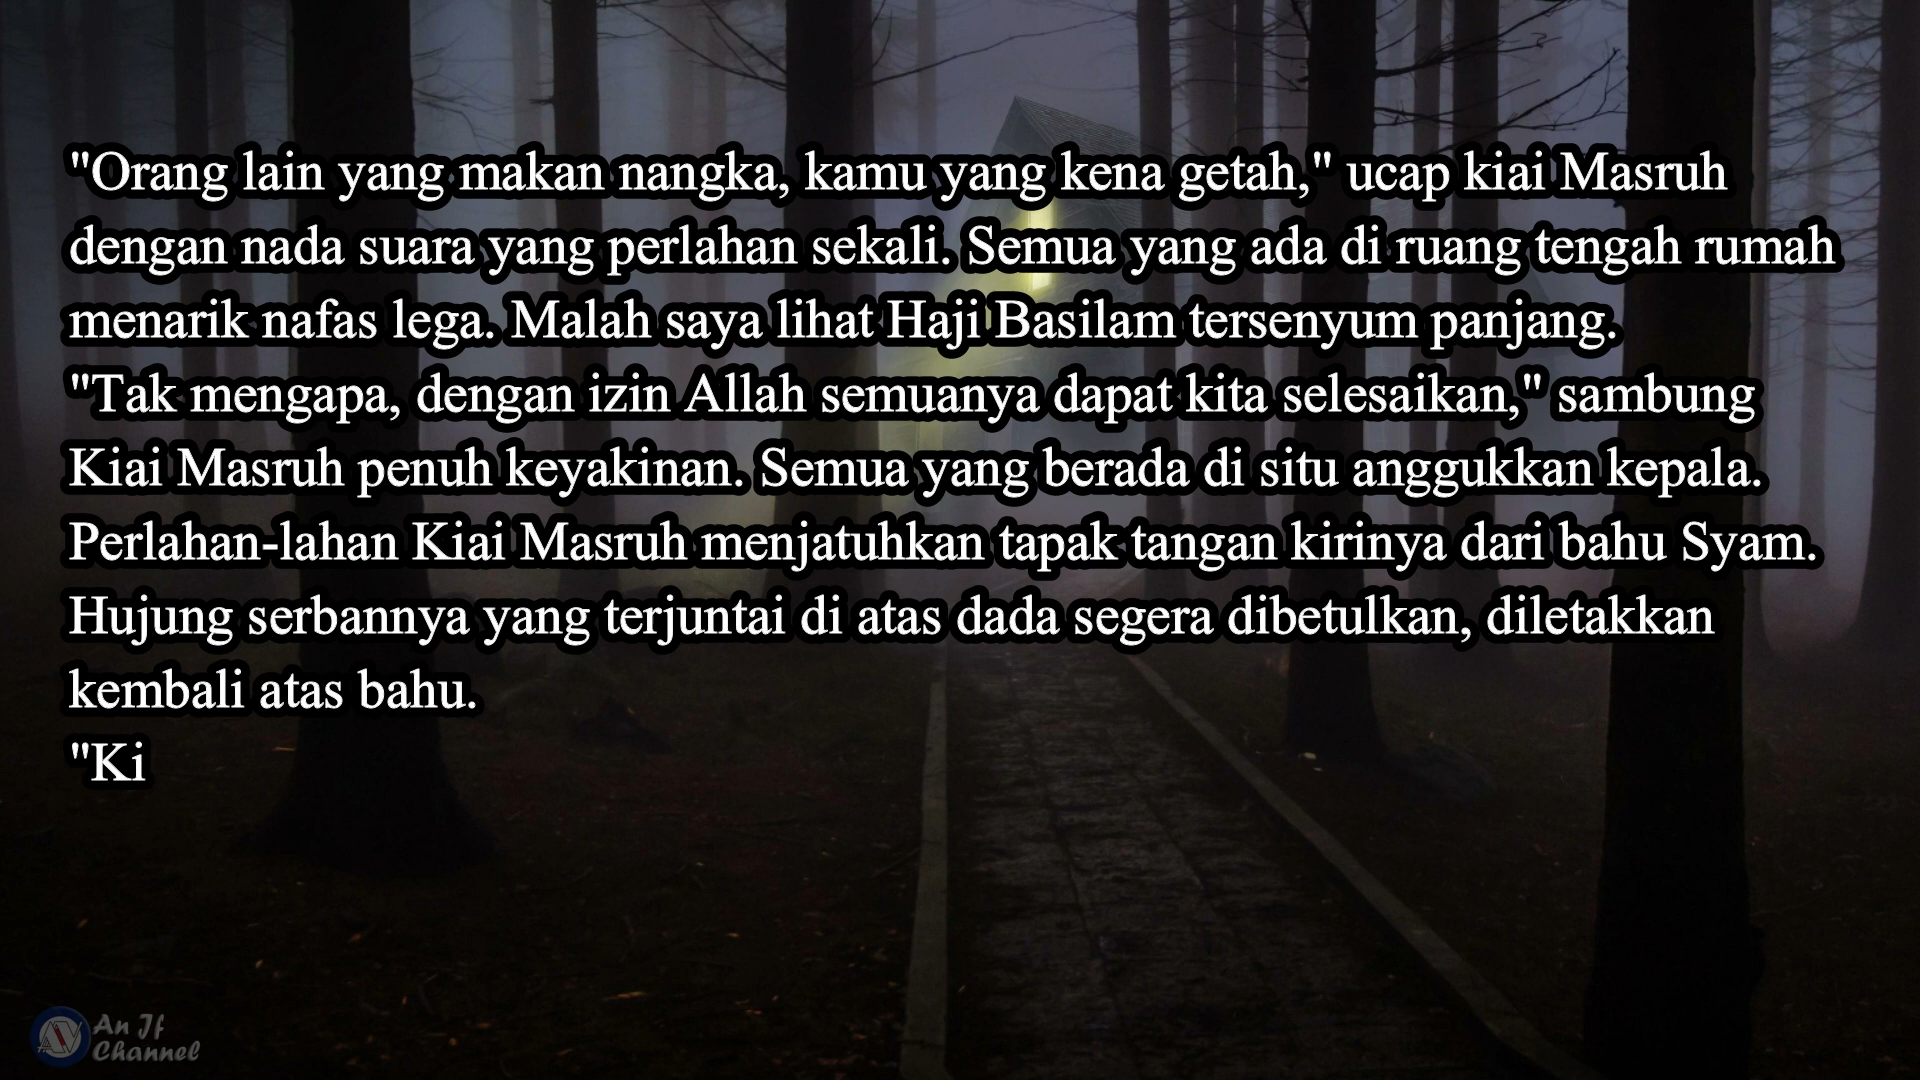 "Orang lain yang makan nangka, kamu yang kena getah," ucap kiai Masruh
dengan nada suara yang perlahan sekali. Semua yang ada di ruang tengah rumah
menarik nafas lega. Malah saya lihat Haji Basilam tersenyum panjang.
"Tak mengapa, dengan izin Allah semuanya dapat kita selesaikan," sambung
Kiai Masruh penuh keyakinan. Semua yang berada di situ anggukkan kepala.
Perlahan-lahan Kiai Masruh menjatuhkan tapak tangan kirinya dari bahu Syam.
Hujung serbannya yang terjuntai di atas dada segera dibetulkan, diletakkan
kembali atas bahu.
"Ki
An If
Channel